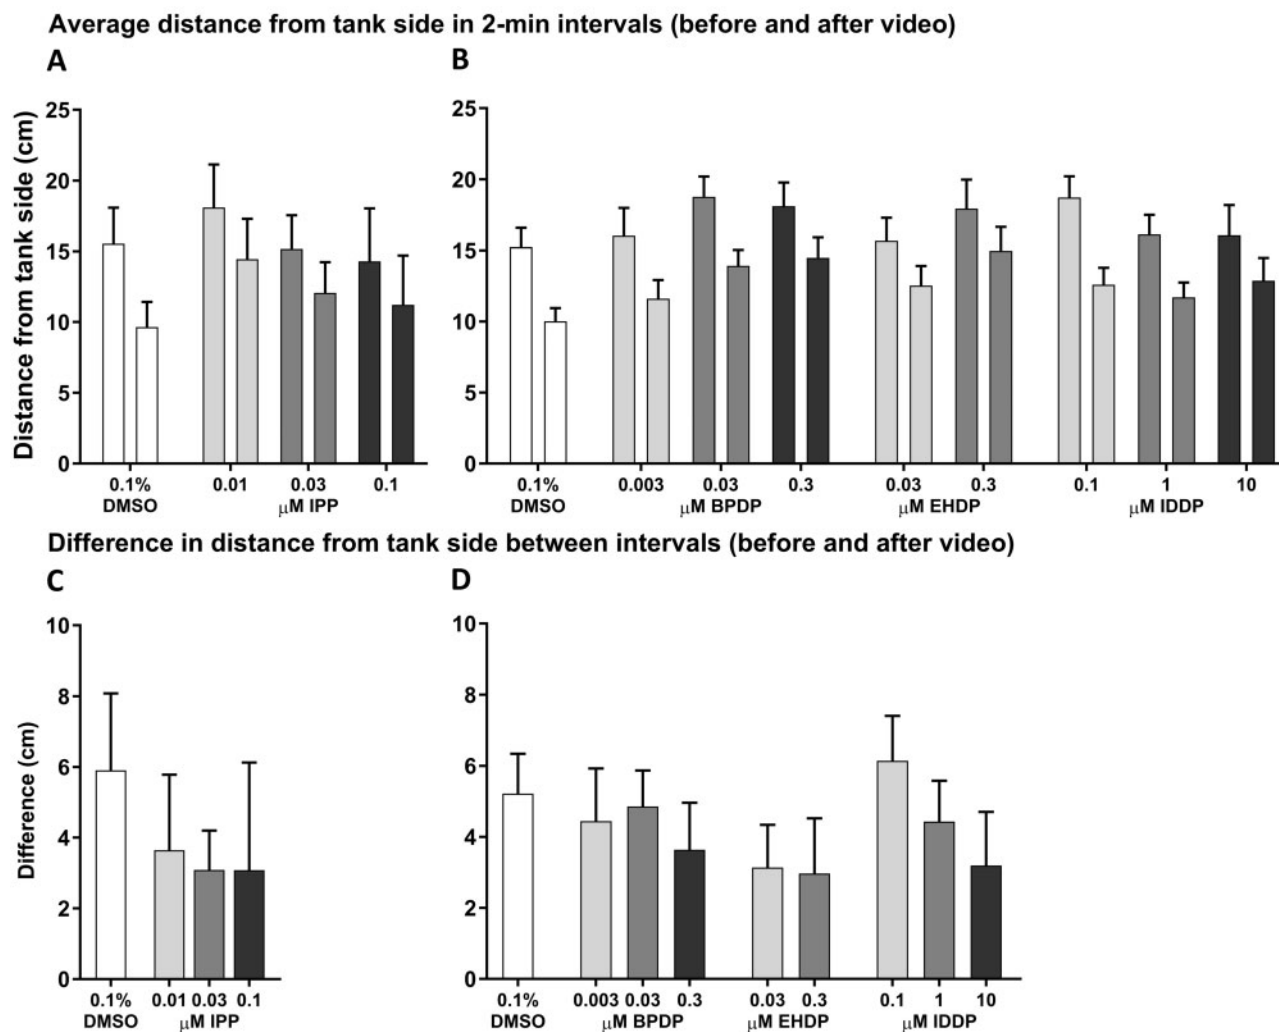 Average distance from tank side in 2-min intervals (before and after video)
A
B
Distance from tank side (cm)
25
20
15
10
5
0
0.1% 0.01 0.03 0.1
DMSO μM IPP
25
20
15
10
5
0
0.1% 0.003 0.03 0.3 0.03 0.3 0.1 1 10
DMSO μM BPDP μM EHDP μM IDDP
Difference in distance from tank side between intervals (before and after video)
C
D
Difference (cm)
10
8
6
4
2
0
0.1% 0.01 0.03 0.1
DMSO μM IPP
10
8
6
4
2
0
0.1% 0.003 0.03 0.3 0.03 0.3 0.1 1 10
DMSO μM BPDP μM EHDP μM IDDP